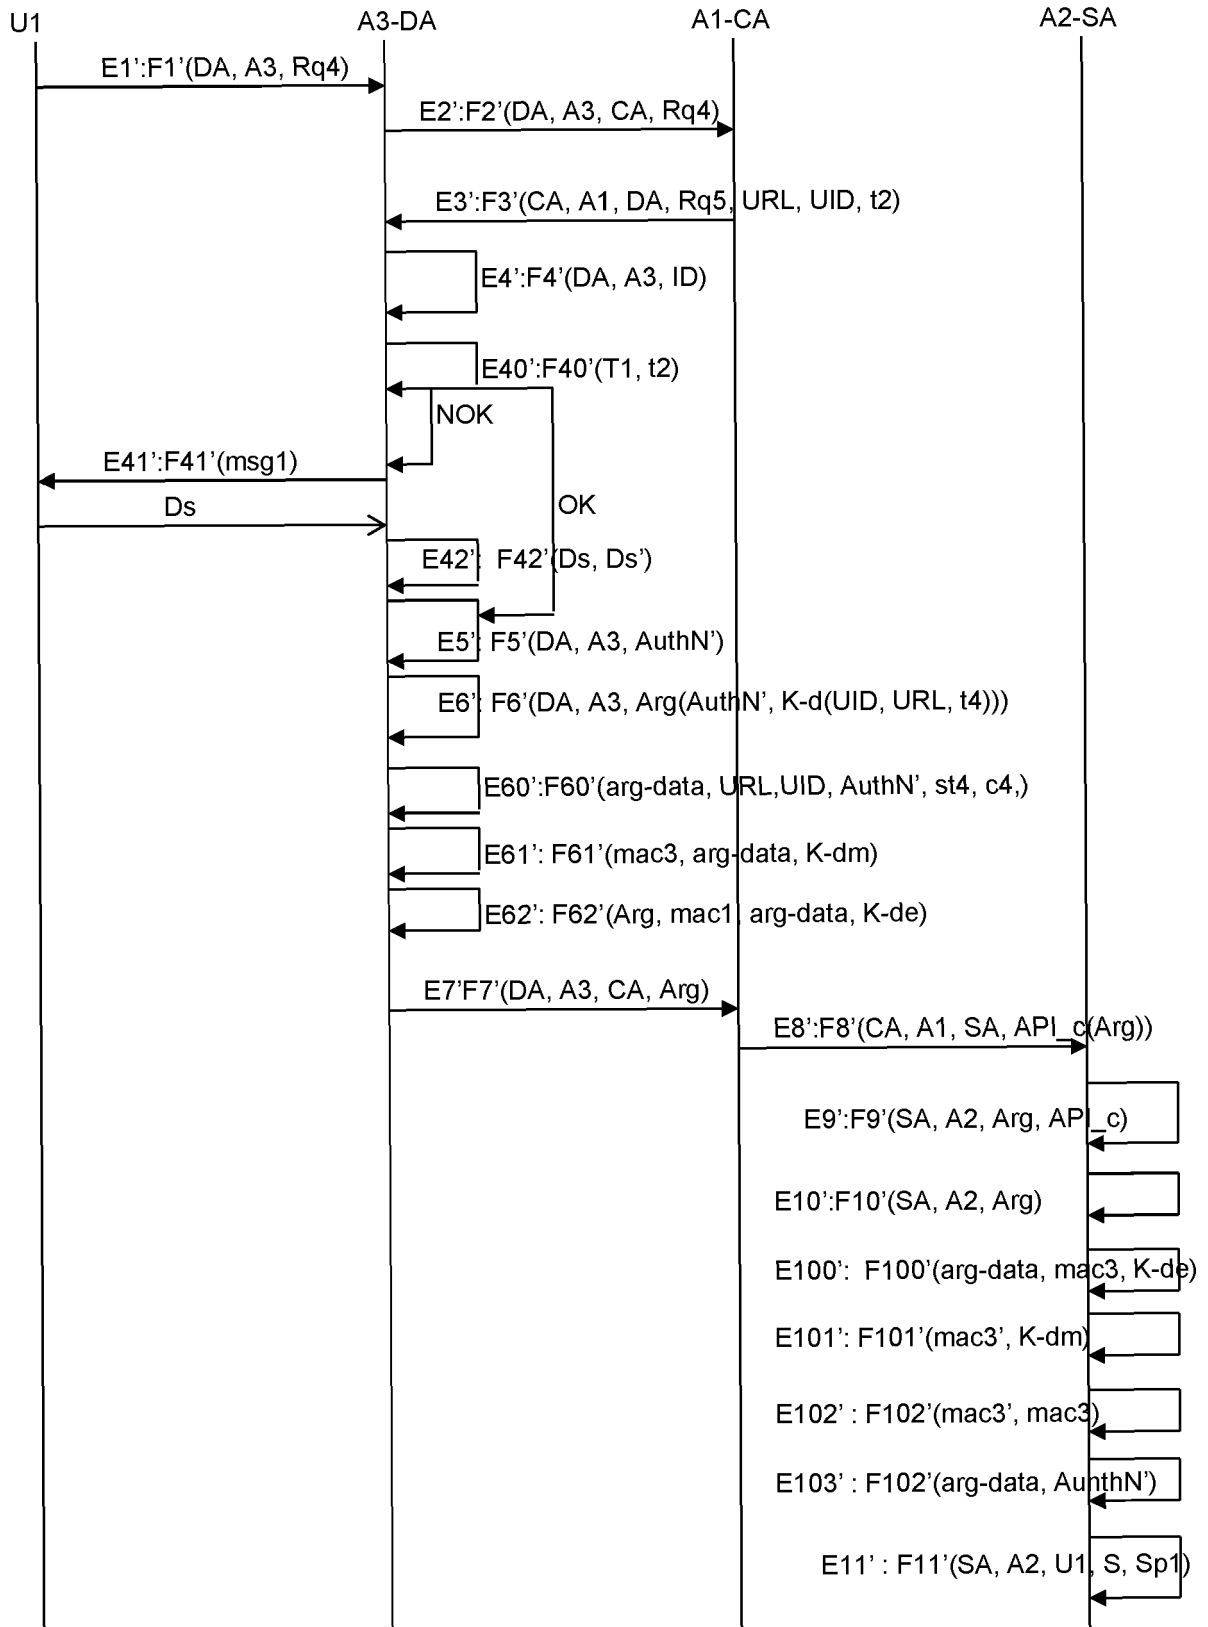 U1
A3-DA
A1-CA
A2-SA
E1’:F1’(DA, A3, Rq4)
E2’:F2’(DA, A3, CA, Rq4)
E3’:F3’(CA, A1, DA, Rq5, URL, UID, t2)
E4’:F4’(DA, A3, ID)
E40’:F40’(T1, t2)
NOK
E41’:F41’(msg1)
Ds
OK
E42’: F42’(Ds, Ds’)
E5’: F5’(DA, A3, AuthN’)
E6’: F6’(DA, A3, Arg(AuthN’, K-d(UID, URL, t4)))
E60’:F60’(arg-data, URL,UID, AuthN’, st4, c4,)
E61’: F61’(mac3, arg-data, K-dm)
E62’: F62’(Arg, mac1, arg-data, K-de)
E7’F7’(DA, A3, CA, Arg)
E8’:F8’(CA, A1, SA, API_c(Arg))
E9’:F9’(SA, A2, Arg, API_c)
E10’:F10’(SA, A2, Arg)
E100’: F100’(arg-data, mac3, K-de)
E101’: F101’(mac3’, K-dm)
E102’ : F102’(mac3’, mac3)
E103’ : F102’(arg-data, AunthN’)
E11’ : F11’(SA, A2, U1, S, Sp1)